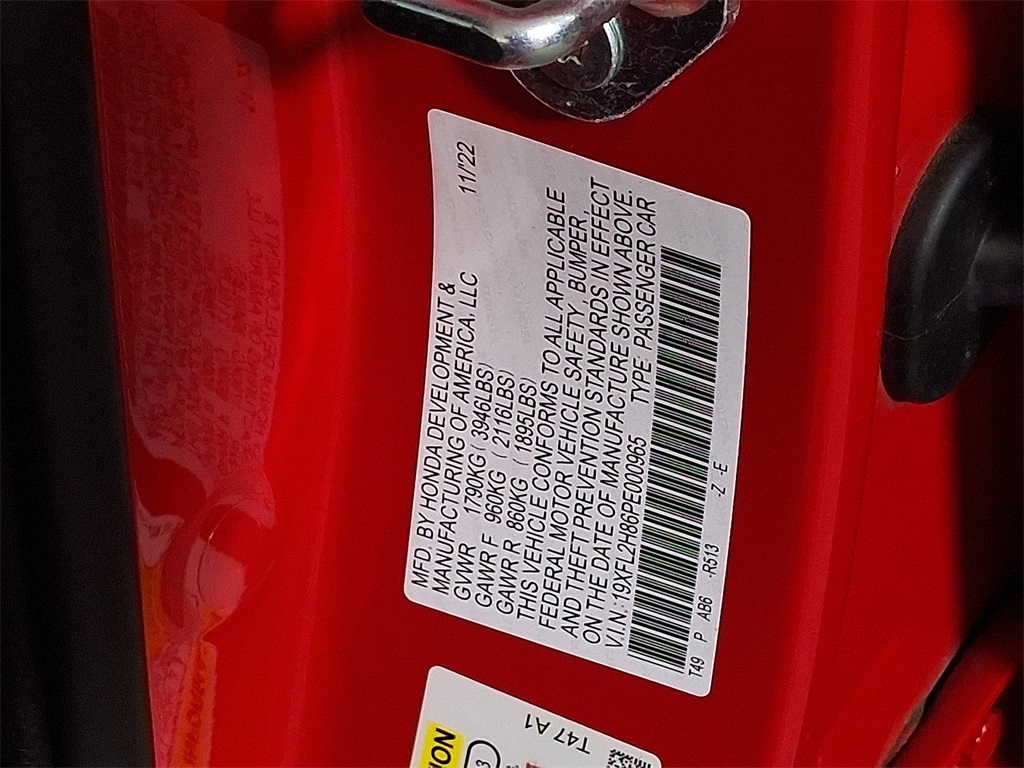 MFD. BY HONDA DEVELOPMENT &
MANUFACTURING OF AMERICA, LLC 11/'22
GVWR 1790KG ( 3946LBS)
GAWR F 960KG ( 2116LBS)
GAWR R 860KG ( 1895LBS)
THIS VEHICLE CONFORMS TO ALL APPLICABLE
FEDERAL MOTOR VEHICLE SAFETY, BUMPER,
AND THEFT PREVENTION STANDARDS IN EFFECT
ON THE DATE OF MANUFACTURE SHOWN ABOVE.
V.I.N.: 19XFL2H86PE000965 TYPE: PASSENGER CAR
T49 P AB6 -R513 -Z -E
T47 A1